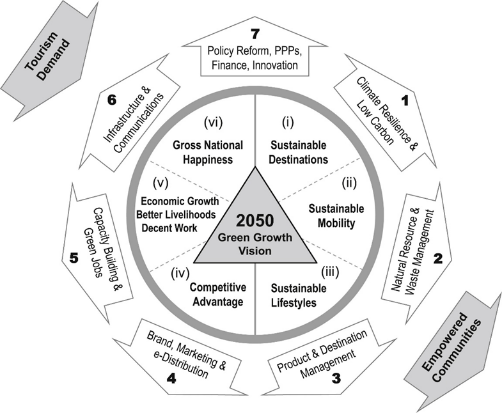 Tourism
Demand
7
Policy Reform, PPPs,
Finance, Innovation
1
Climate Resilience &
Low Carbon
2
Natural Resource &
Waste Management
Product & Destination
Management
3
Brand, Marketing &
e-Distribution
4
5
Capacity Building &
Green Jobs
6
Infrastructure &
Communications
(i)
Sustainable
Destinations
(ii)
Sustainable
Mobility
(iii)
Sustainable
Lifestyles
(iv)
Competitive
Advantage
(v)
Economic Growth
Better Livelihoods
Decent Work
(vi)
Gross National
Happiness
2050
Green Growth
Vision
Empowered
Communities